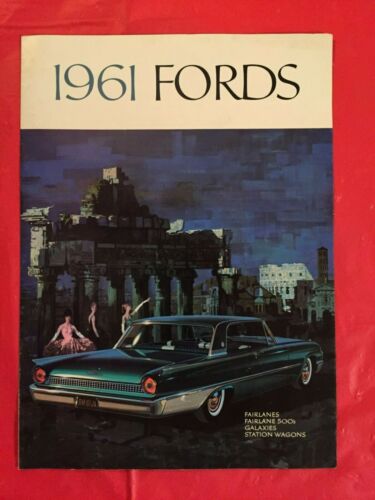 1961 FORDS
FAIRLANES
FAIRLANE 500s
GALAXIES
STATION WAGONS